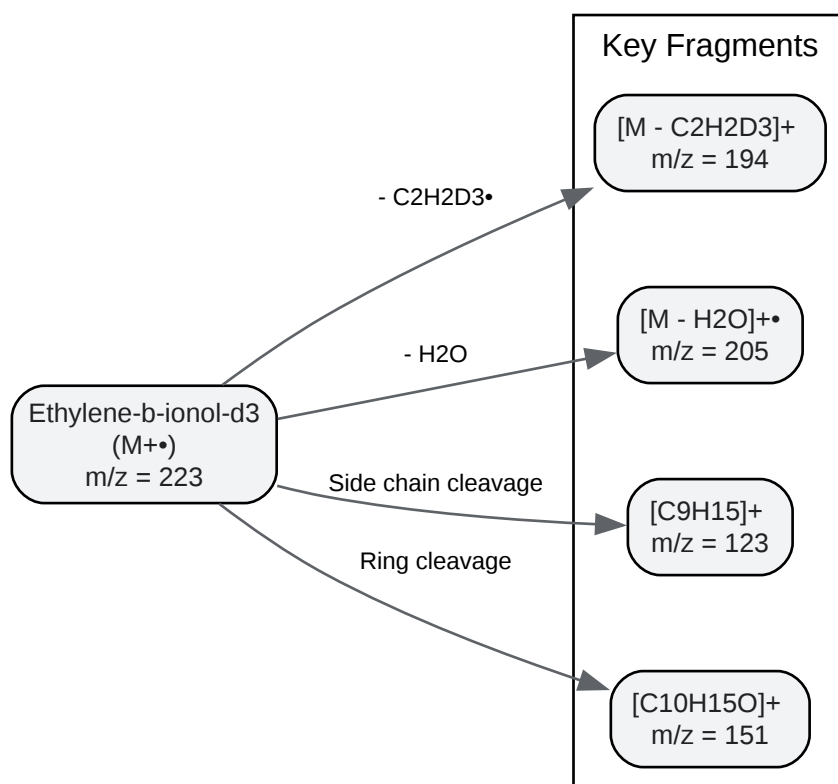 Key Fragments
[M - C2H2D3]+
m/z = 194
- C2H2D3•
[M - H2O]+•
m/z = 205
- H2O
Ethylene-b-ionol-d3
(M+•)
m/z = 223
Side chain cleavage
[C9H15]+
m/z = 123
Ring cleavage
[C10H15O]+
m/z = 151